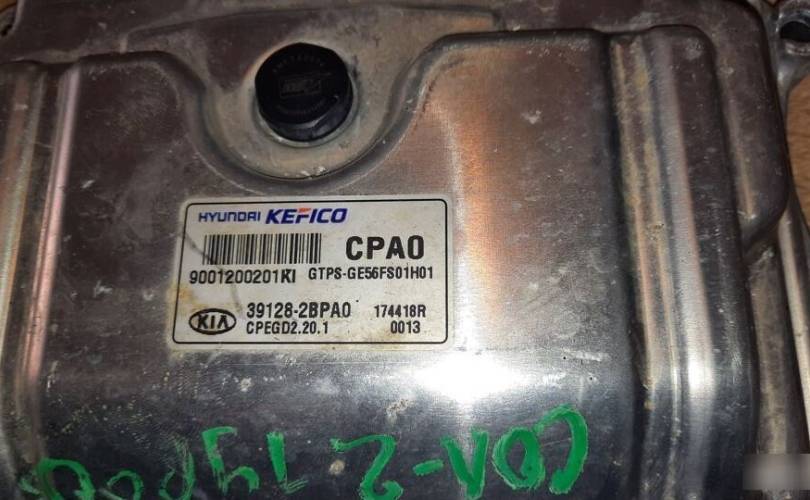 HYUNDAI KEFICO
CPA0
9001200201KI GTPS-GE56FS01H01
39128-2BPA0 174418R
KIA CPEGD2.20.1 0013